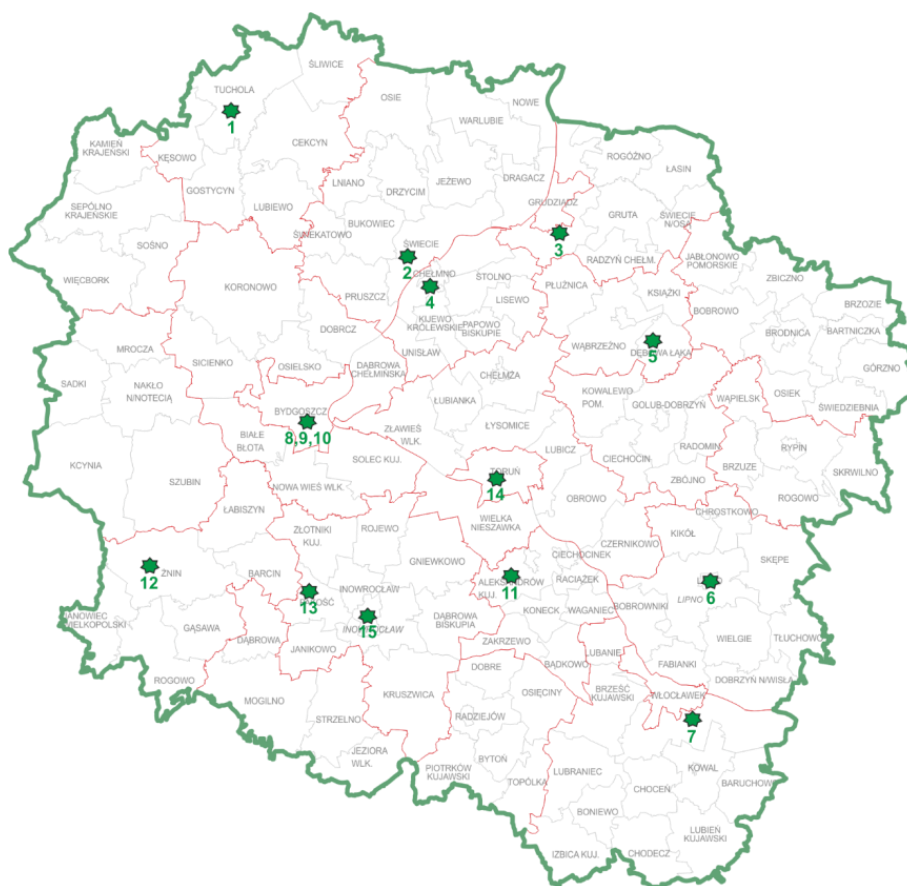 ŚLIWICE
TUCHOLA
OSIE
NOWE
1
WARLUBIE
KAMIEŃ
KRAJEŃSKI
CEKCYN
KĘSOWO
ROGÓŹNO
ŁASIN
LNIANO
JEŻEWO
DRAGACZ
GOSTYCYN
DRZYCIM
LUBIEWO
GRUDZIĄDZ
SĘPÓLNO
KRAJEŃSKIE
GRUTA
ŚWIECIE
N/OSĄ
BUKOWIEC
ŚWIEKATOWO
SOŚNO
ŚWIECIE
3
JABŁONOWO
POMORSKIE
RADZYŃ CHEŁM.
2
CHEŁMNO
STOLNO
WIĘCBORK
ZBICZNO
KORONOWO
PŁUŻNICA
4
PRUSZCZ
KSIĄŻKI
LISEWO
BRZOZIE
BOBROWO
KIJEWO
KRÓLEWSKIE
PAPOWO
BISKUPIE
DOBRCZ
BRODNICA
BARTNICZKA
WĄBRZEŹNO
MROCZA
UNISŁAW
DĘBOWA ŁĄKA
5
SICIENKO
OSIELSKO
DĄBROWA
CHEŁMIŃSKA
GÓRZNO
CHEŁMŻA
SADKI
NAKŁO
N/NOTECIĄ
KOWALEWO
POM.
WĄPIELSK
OSIEK
ŁUBIANKA
GOLUB-DOBRZYŃ
ŚWIEDZIEBNIA
BYDGOSZCZ
8,9,10
ZŁAWIEŚ
WLK.
ŁYSOMICE
BIAŁE
BŁOTA
LUBICZ
RADOMIN
RYPIN
SOLEC KUJ.
CIECHOCIN
KCYNIA
BRZUZE
TORUŃ
SKRWILNO
14
ZBÓJNO
SZUBIN
NOWA WIEŚ WLK.
OBROWO
ROGOWO
ŁABISZYN
CHROSTKOWO
WIELKA
NIESZAWKA
ZŁOTNIKI
KUJ.
ROJEWO
KIKÓŁ
CZERNIKOWO
CIECHOCINEK
GNIEWKOWO
SKĘPE
ŻNIN
12
BARCIN
ALEKSANDRÓW
KUJ.
11
RACIĄŻEK
INOWROCŁAW
LIPNO
6
13
BOBROWNIKI
KONECK
WAGANIEC
JANOWIEC
WIELKOPOLSKI
DĄBROWA
BISKUPIA
GĄSAWA
INOWROCŁAW
15
DĄBROWA
ZAKRZEWO
WIELGIE
TŁUCHOWO
JANIKOWO
LUBANIE
BĄDKOWO
FABIANKI
DOBRE
ROGOWO
DOBRZYŃ N/WISŁĄ
BRZEŚĆ
KUJAWSKI
WŁOCŁAWEK
OSIĘCINY
MOGILNO
KRUSZWICA
RADZIEJÓW
STRZELNO
7
JEZIORA
WLK.
BYTOŃ
KOWAL
PIOTRKÓW
KUJAWSKI
LUBRANIEC
TOPÓLKA
BARUCHOWO
CHOCEŃ
BONIEWO
LUBIEŃ
KUJAWSKI
IZBICA KUJ.
CHODECZ